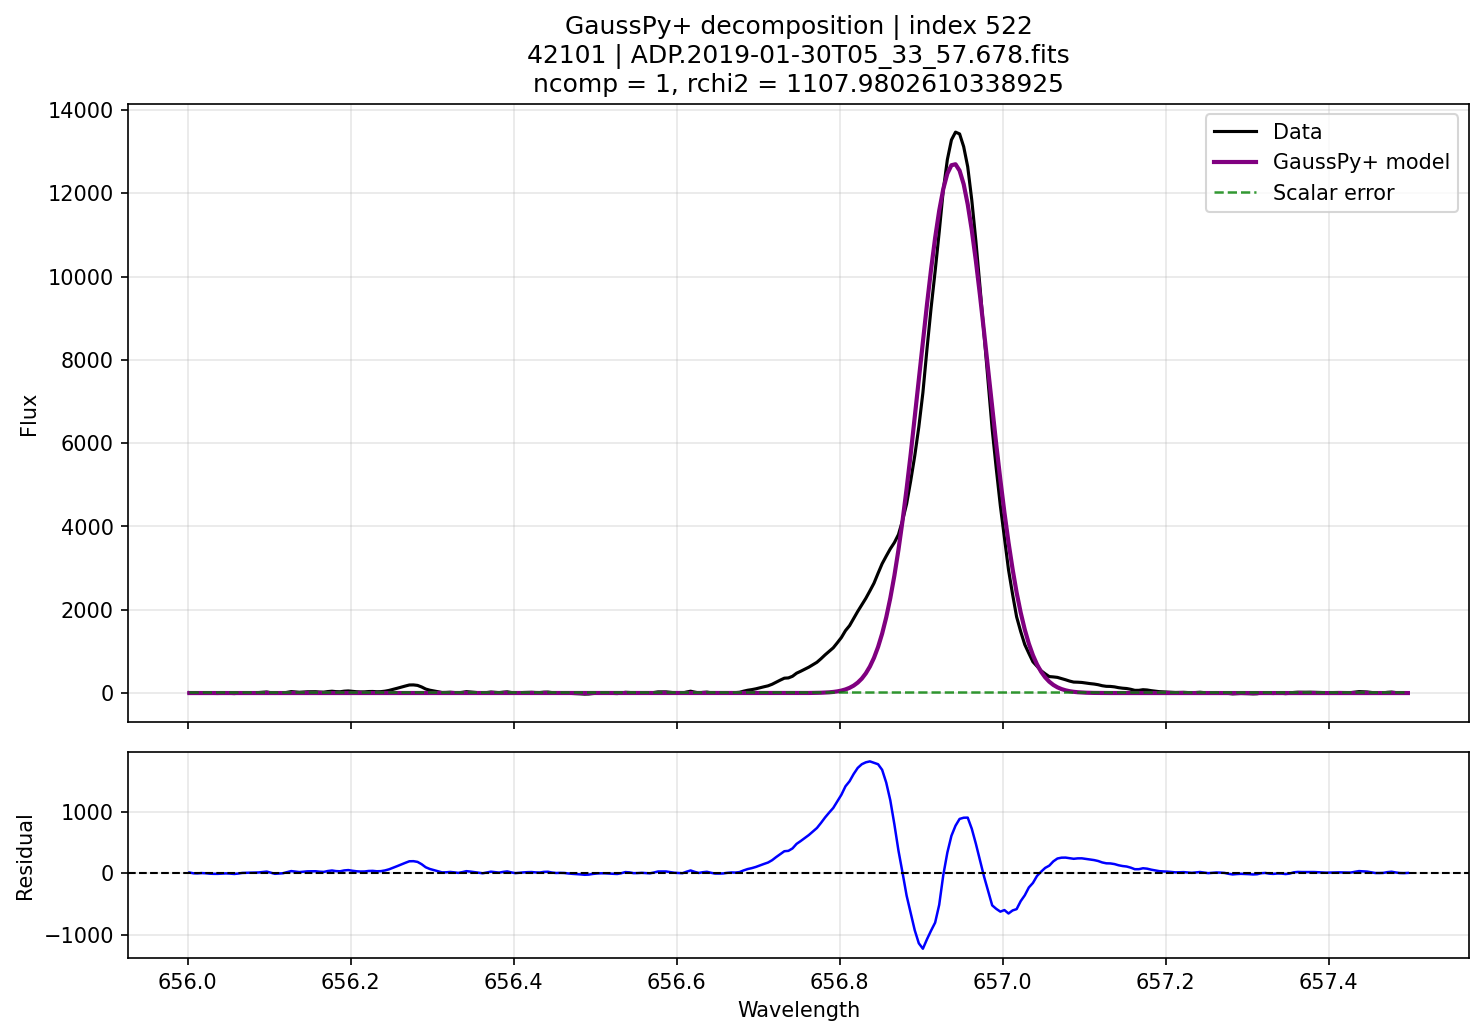 GaussPy+ decomposition | index 522
42101 | ADP.2019-01-30T05_33_57.678.fits
ncomp = 1, rchi2 = 1107.9802610338925
Data
GaussPy+ model
Scalar error
14000
12000
10000
8000
6000
4000
2000
0
Flux
1000
0
−1000
Residual
656.0
656.2
656.4
656.6
656.8
657.0
657.2
657.4
Wavelength